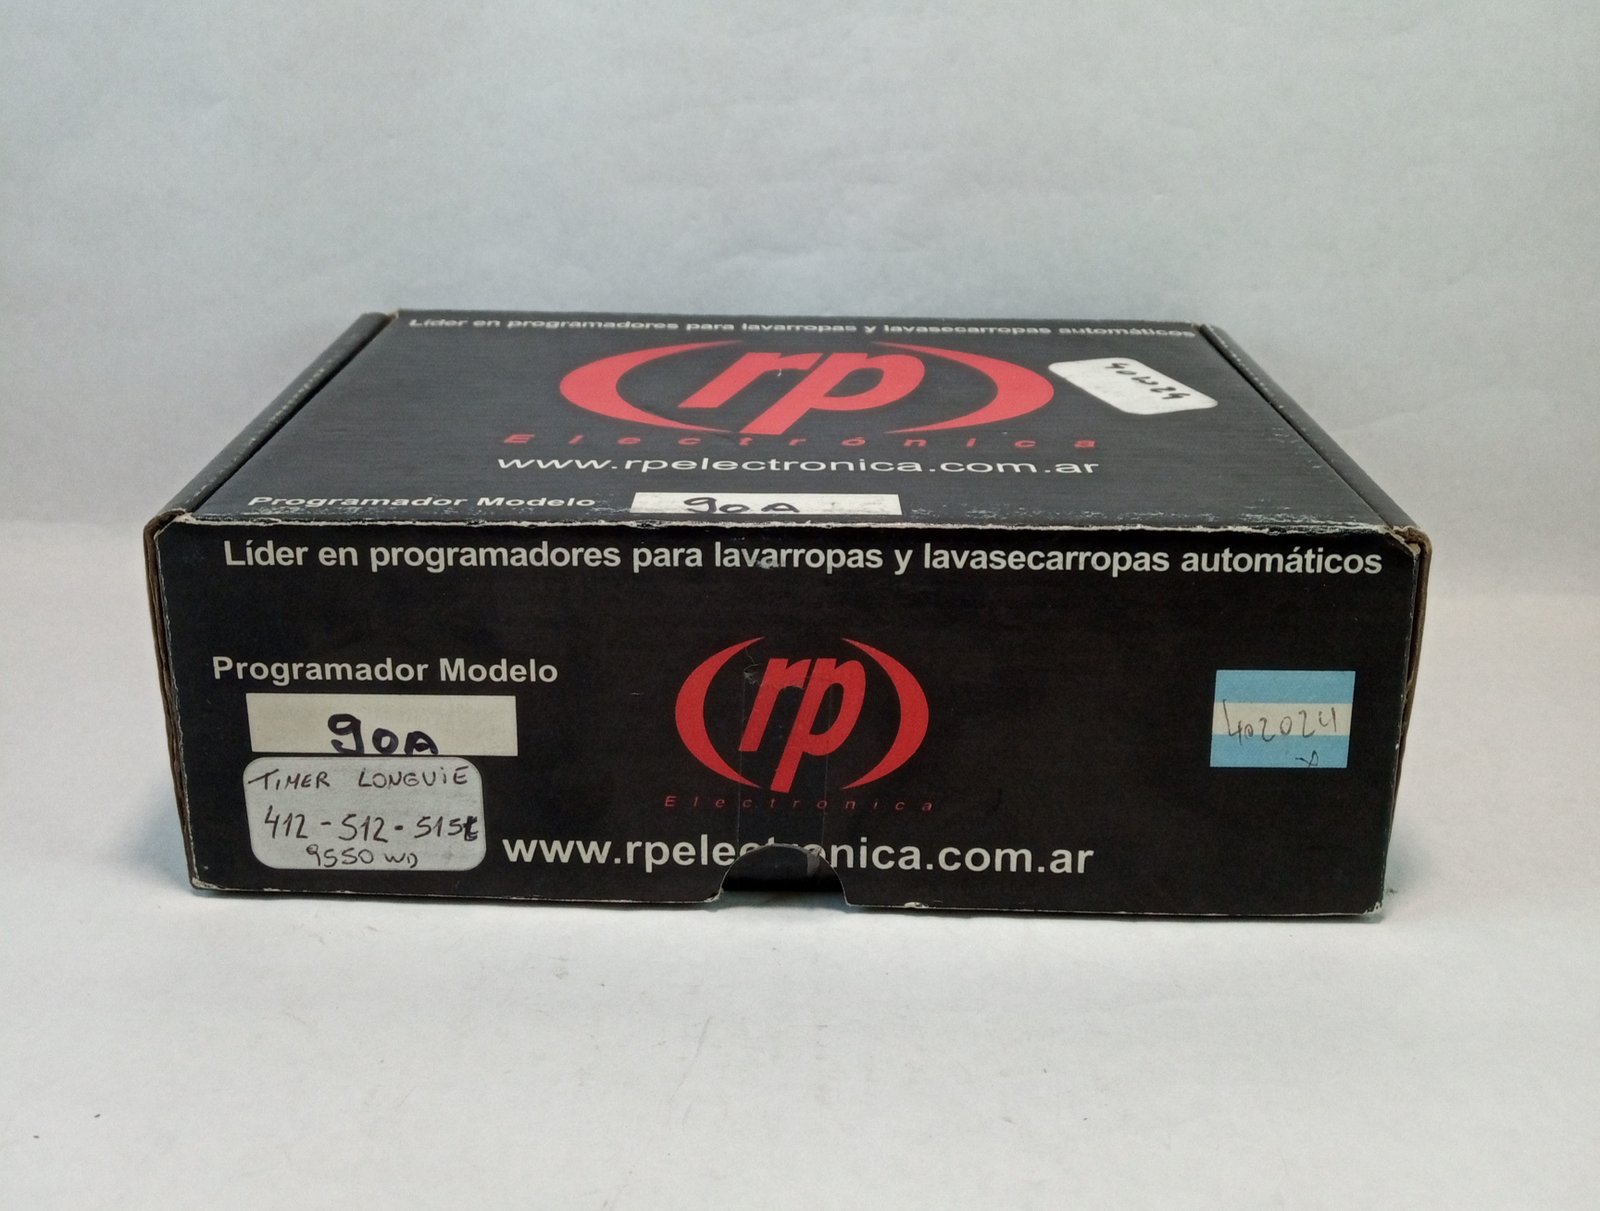 Líder en programadores para lavarropas y lavasecarropas automáticos
rp
Electrónica
www.rpelectronica.com.ar
Programador Modelo
90A
Líder en programadores para lavarropas y lavasecarropas automáticos
Programador Modelo
90A
TIMER LONGVIE
412-512-515
9550 WD
rp
Electronica
www.rpelectronica.com.ar
402024